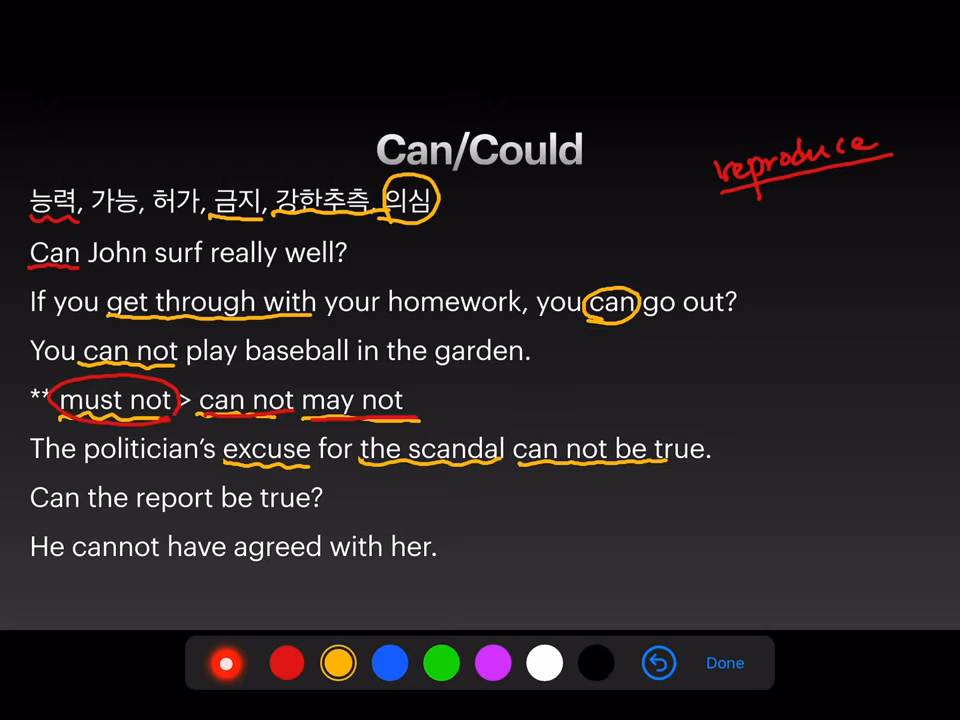 Can/Could
reproduce
능력, 가능, 허가, 금지, 강한추측, 의심
Can John surf really well?
If you get through with your homework, you can go out?
You can not play baseball in the garden.
** must not > can not may not
The politician’s excuse for the scandal can not be true.
Can the report be true?
He cannot have agreed with her.
Done